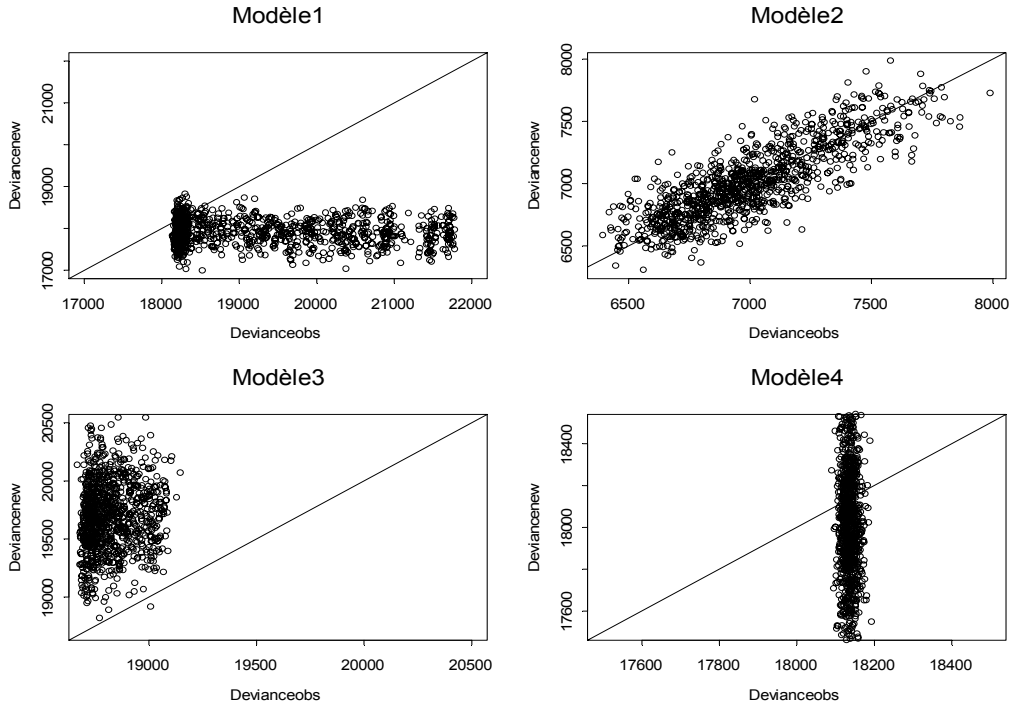 Modèle1
Deviancenew
17000 18000 19000 21000
17000 18000 19000 20000 21000 22000
Devianceobs
Modèle2
Deviancenew
6500 7000 7500 8000
6500 7000 7500 8000
Devianceobs
Modèle3
Deviancenew
19000 19500 20000 20500
19000 19500 20000 20500
Devianceobs
Modèle4
Deviancenew
17600 18000 18400
17600 17800 18000 18200 18400
Devianceobs